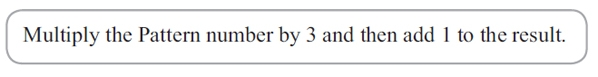 Multiply the Pattern number by 3 and then add 1 to the result.